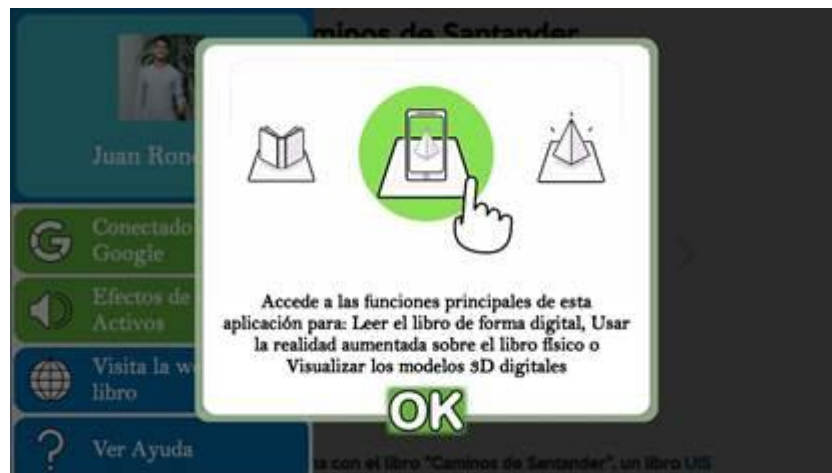 Caminos de Santander
Juan
Conectado
Google
Efectos de
Activos
Visita la
libro
Ver Ayuda
Accede a las funciones principales de esta
aplicación para: Leer el libro de forma digital, Usar
la realidad aumentada sobre el libro físico o
Visualizar los modelos 3D digitales
OK
con el libro "Caminos de Santander", un libro UIS